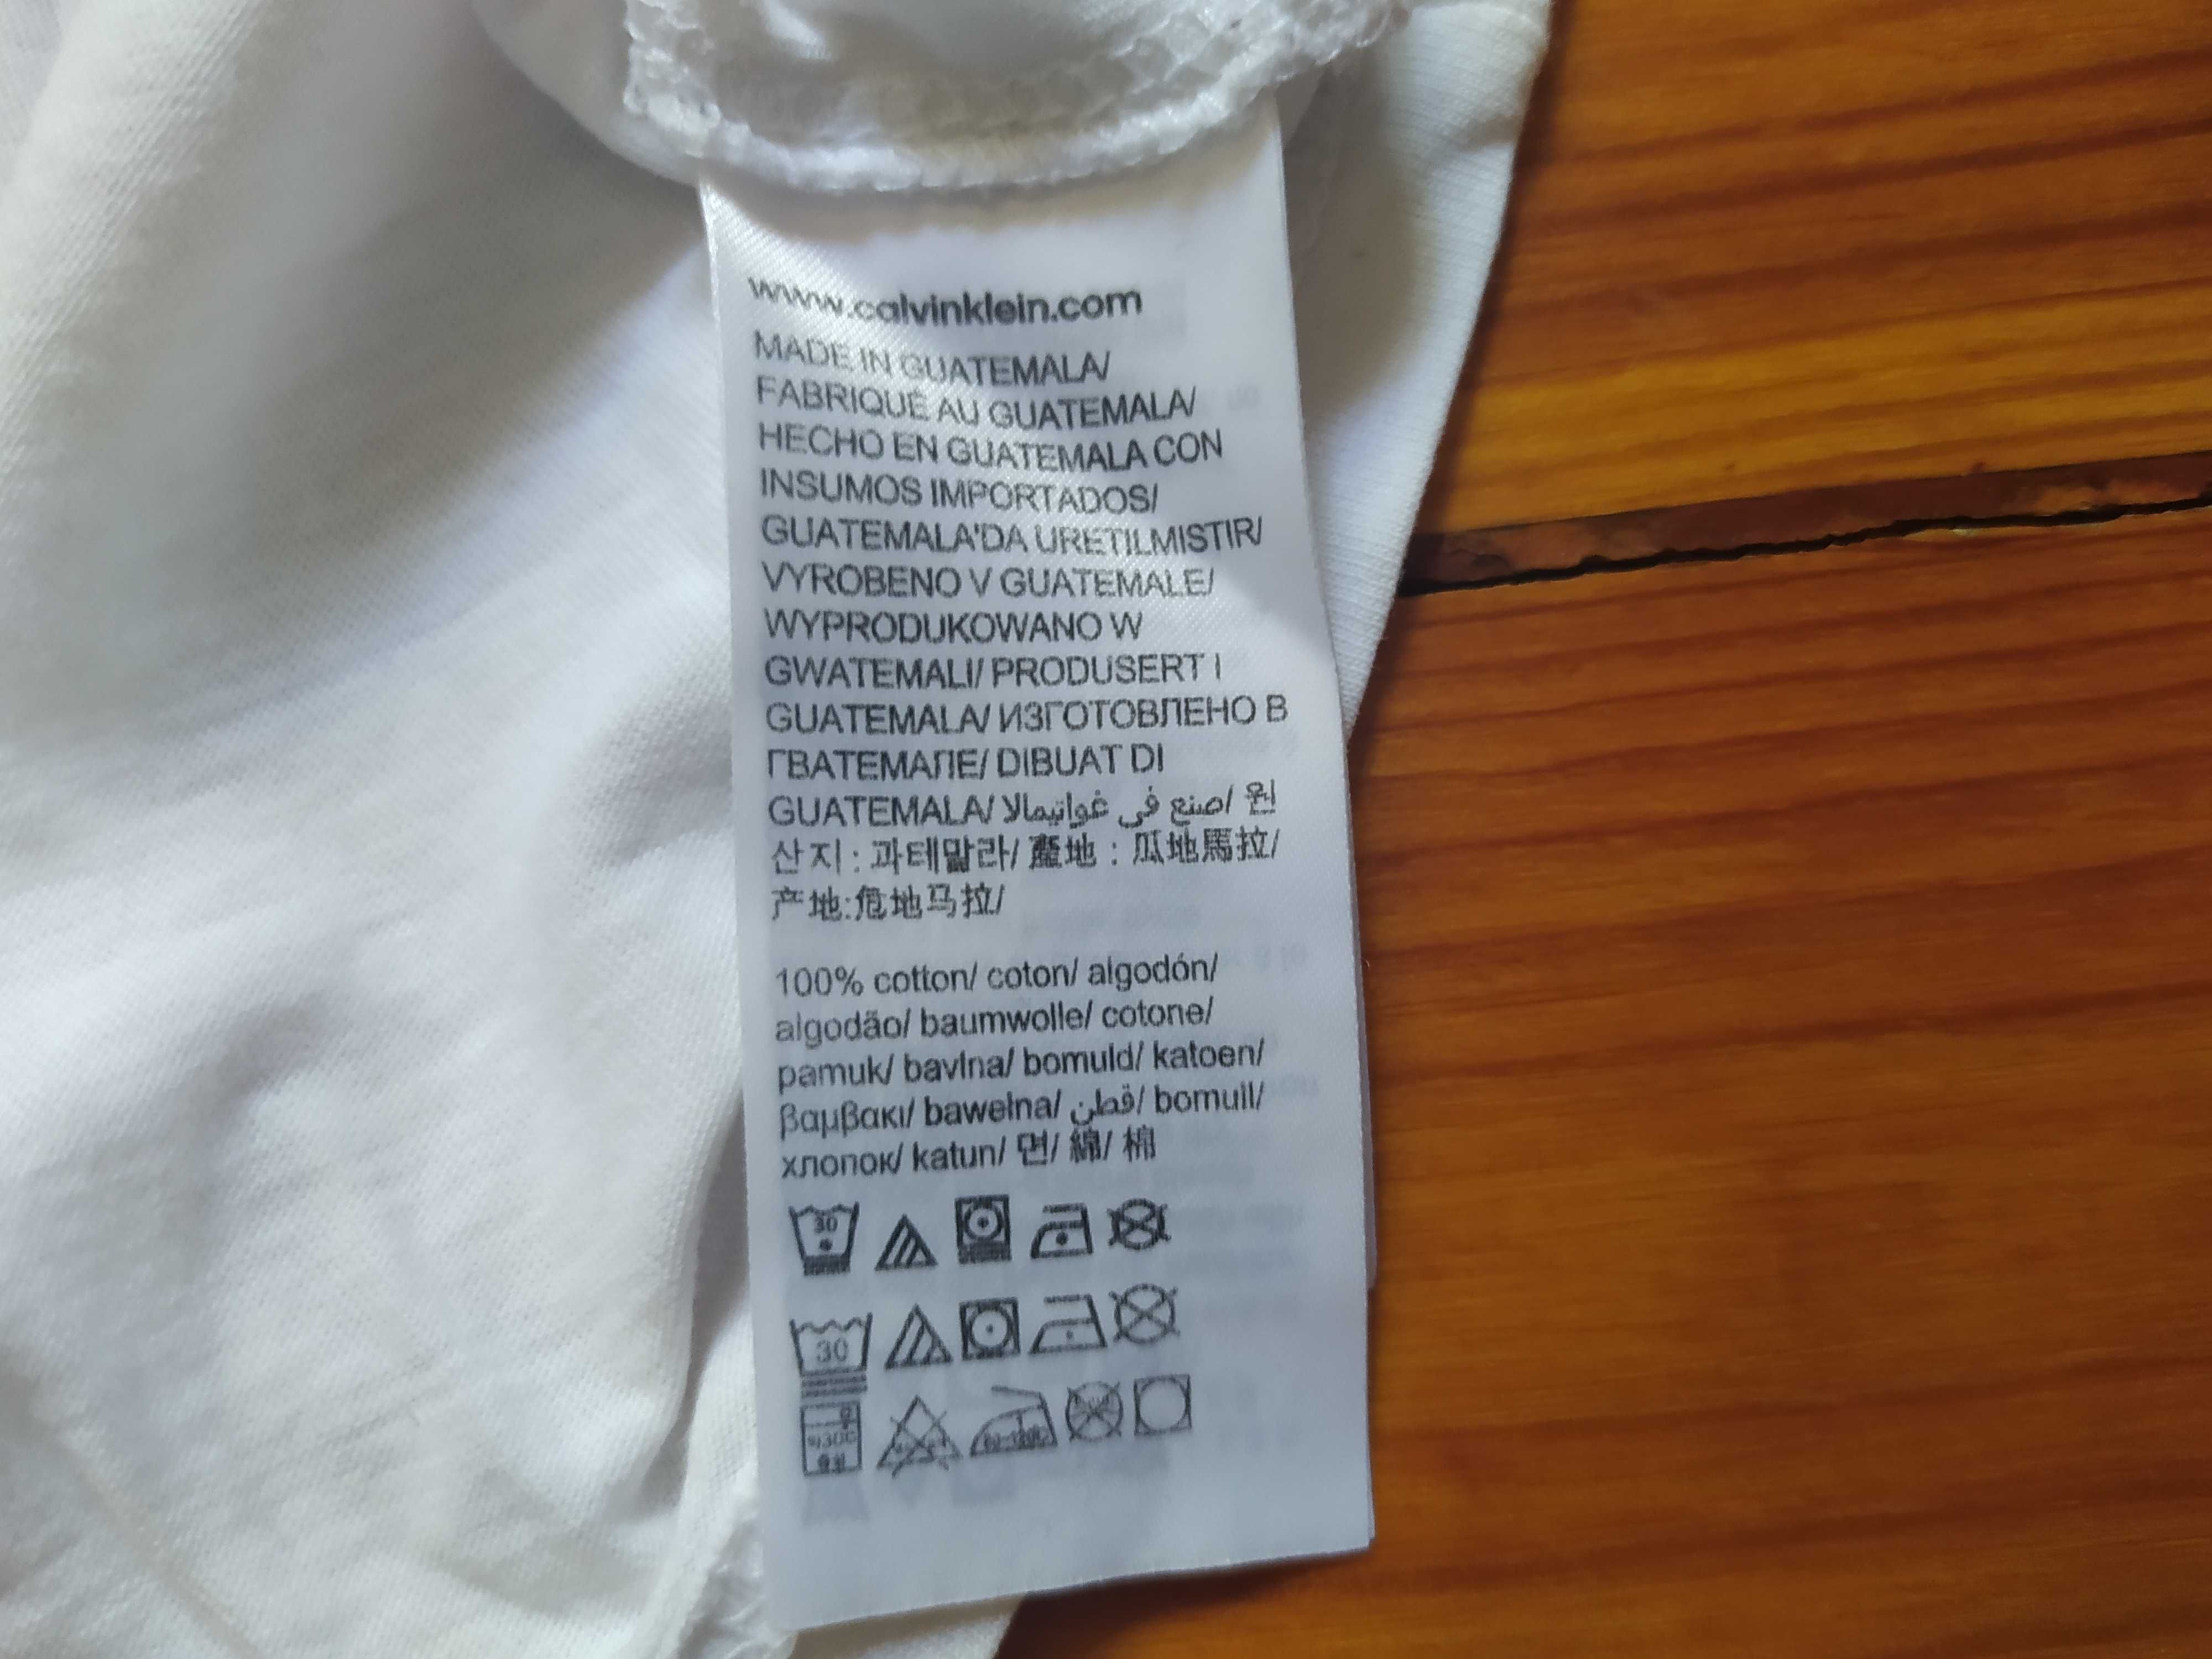 www.calvinklein.com
MADE IN GUATEMALA/
FABRIQUE AU GUATEMALA/
HECHO EN GUATEMALA CON
INSUMOS IMPORTADOS/
GUATEMALA'DA URETILMISTIR/
VYROBENO V GUATEMALE/
WYPRODUKOWANO W
GWATEMALI/ PRODUSERT I
GUATEMALA/ ИЗГОТОВЛЕНО В
ГВАТЕМАЛЕ/ DIBUAT DI
GUATEMALA/ صنع في غواتيمالا/ 원
산지: 과테말라/ 產地：瓜地馬拉/
产地:危地马拉/
100% cotton/ coton/ algodón/
algodão/ baumwolle/ cotone/
pamuk/ bavlna/ bomuld/ katoen/
βαμβακι/ bawełna/ قطن/ bomull/
хлопок/ katun/ 면/ 綿/ 棉
30
30